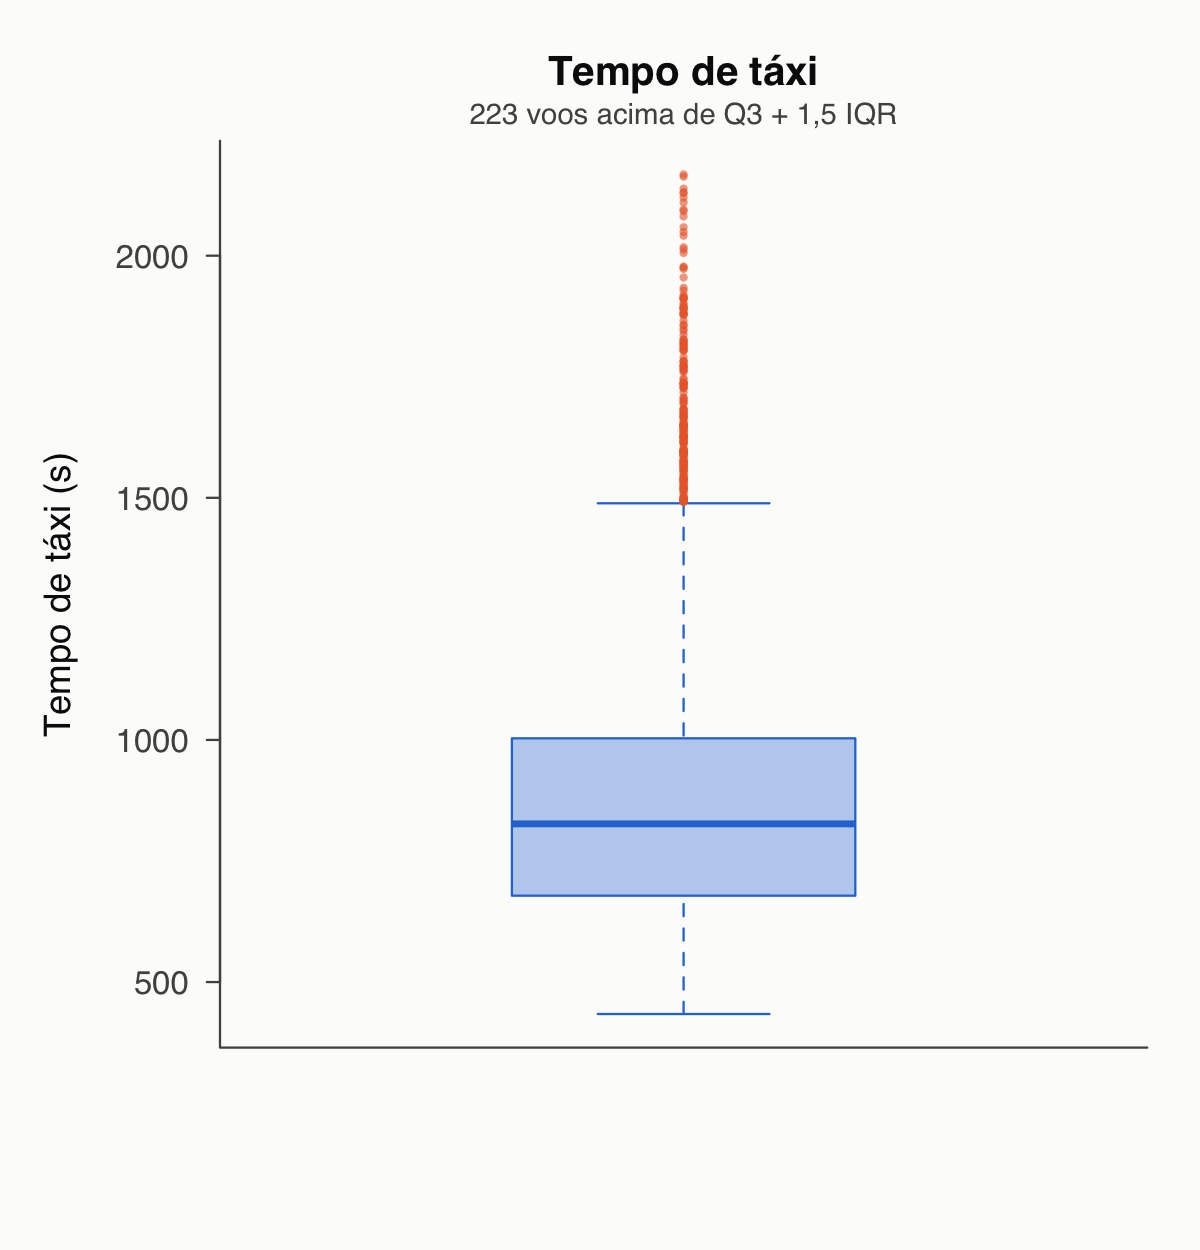 Tempo de táxi
223 voos acima de Q3 + 1,5 IQR
Tempo de táxi (s)
2000
1500
1000
500